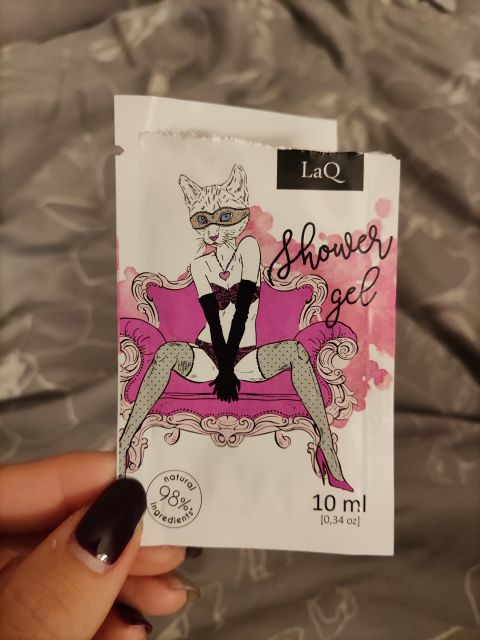 LaQ
Shower
gel
natural
98%
ingredients*
10 ml
[0,34 oz]